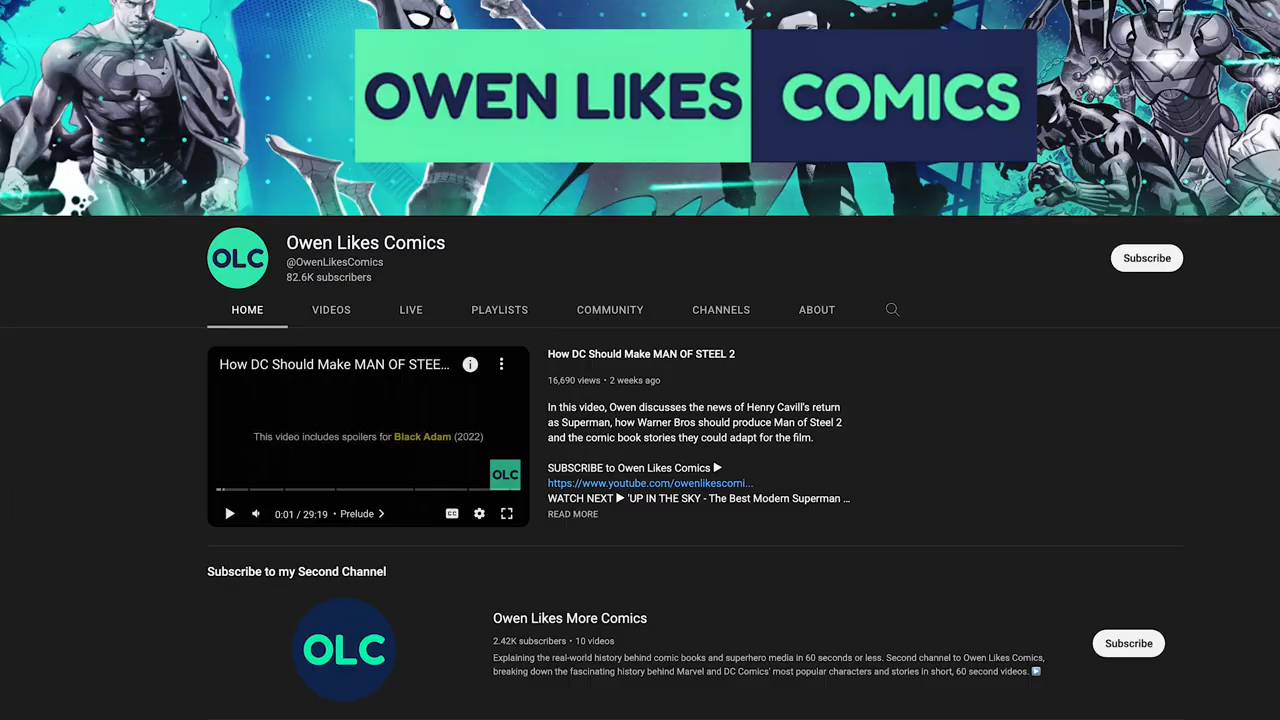 OWEN LIKES COMICS
OLC
Owen Likes Comics
@OwenLikesComics
82.6K subscribers
Subscribe
HOME VIDEOS LIVE PLAYLISTS COMMUNITY CHANNELS ABOUT
How DC Should Make MAN OF STEE...
This video includes spoilers for Black Adam (2022)
OLC
0:01 / 29:19 • Prelude
CC
How DC Should Make MAN OF STEEL 2
16,690 views • 2 weeks ago
In this video, Owen discusses the news of Henry Cavill's return
as Superman, how Warner Bros should produce Man of Steel 2
and the comic book stories they could adapt for the film.
SUBSCRIBE to Owen Likes Comics ▶
https://www.youtube.com/owenlikescomi...
WATCH NEXT ▶ 'UP IN THE SKY - The Best Modern Superman ...
READ MORE
Subscribe to my Second Channel
OLC
Owen Likes More Comics
2.42K subscribers • 10 videos
Explaining the real-world history behind comic books and superhero media in 60 seconds or less. Second channel to Owen Likes Comics,
breaking down the fascinating history behind Marvel and DC Comics' most popular characters and stories in short, 60 second videos. ▶
Subscribe